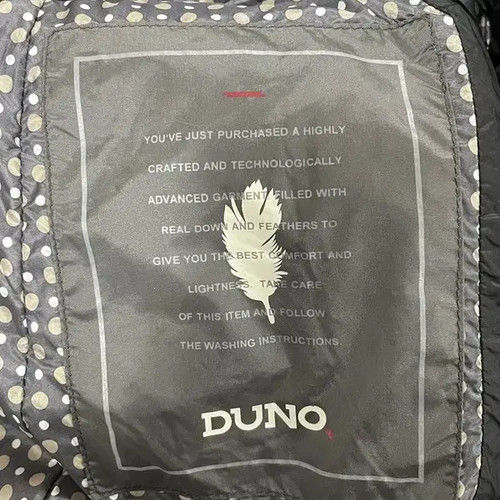 YOU'VE JUST PURCHASED A HIGHLY
CRAFTED AND TECHNOLOGICALLY
ADVANCED GARMENT FILLED WITH
REAL DOWN AND FEATHERS TO
GIVE YOU THE BEST COMFORT AND
LIGHTNESS. TAKE CARE
OF THIS ITEM AND FOLLOW
THE WASHING INSTRUCTIONS
DUNO